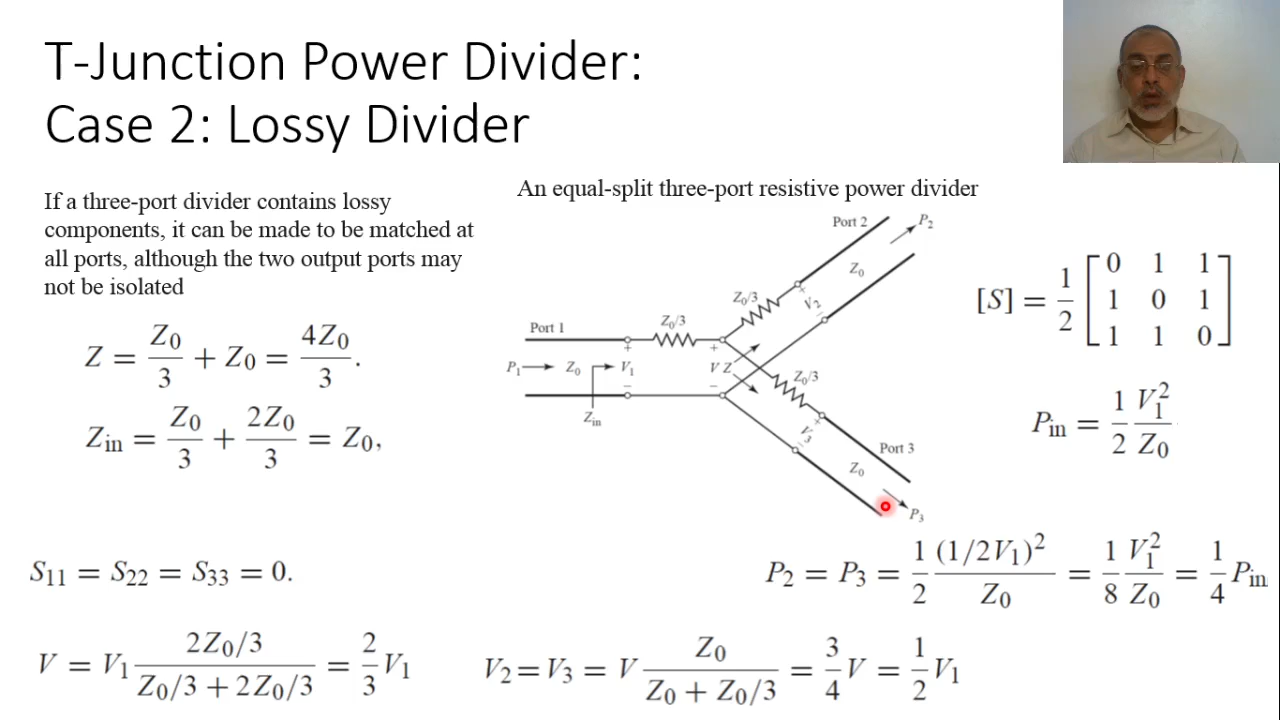 T-Junction Power Divider:
Case 2: Lossy Divider
If a three-port divider contains lossy
components, it can be made to be matched at
all ports, although the two output ports may
not be isolated
Z = Z₀/3 + Z₀ = 4Z₀/3.
Zin = Z₀/3 + 2Z₀/3 = Z₀,
S₁₁ = S₂₂ = S₃₃ = 0.
V = V₁ (2Z₀/3)/(Z₀/3 + 2Z₀/3) = 2/3 V₁
An equal-split three-port resistive power divider
Port 2
P₂
Z₀
Z₀/3
+
V₂
−
Port 1
Z₀/3
+
+
P₁
Z₀
V₁
V Z
Z₀/3
−
−
Zin
+
V₃
−
Port 3
Z₀
P₃
[S] = 1/2 [0 1 1
1 0 1
1 1 0]
Pin = 1/2 V₁²/Z₀
P₂ = P₃ = 1/2 (1/2V₁)²/Z₀ = 1/8 V₁²/Z₀ = 1/4 Pin
V₂ = V₃ = V Z₀/(Z₀ + Z₀/3) = 3/4 V = 1/2 V₁